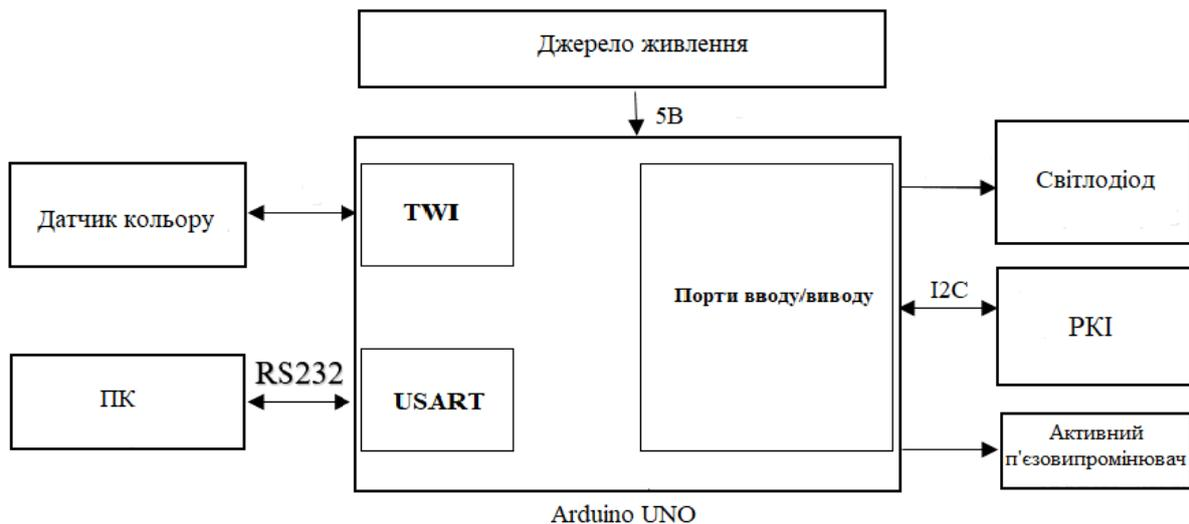 Джерело живлення
5В
Датчик кольору
TWI
Світлодіод
Порти вводу/виводу
I2C
РКІ
ПК
RS232
USART
Активний
п'єзовипромінювач
Arduino UNO